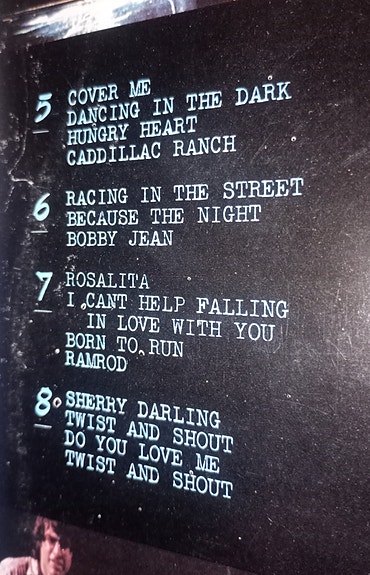 5 COVER ME
DANCING IN THE DARK
HUNGRY HEART
CADDILLAC RANCH
6 RACING IN THE STREET
BECAUSE THE NIGHT
BOBBY JEAN
7 ROSALITA
I CANT HELP FALLING
IN LOVE WITH YOU
BORN TO RUN
RAMROD
8 SHERRY DARLING
TWIST AND SHOUT
DO YOU LOVE ME
TWIST AND SHOUT